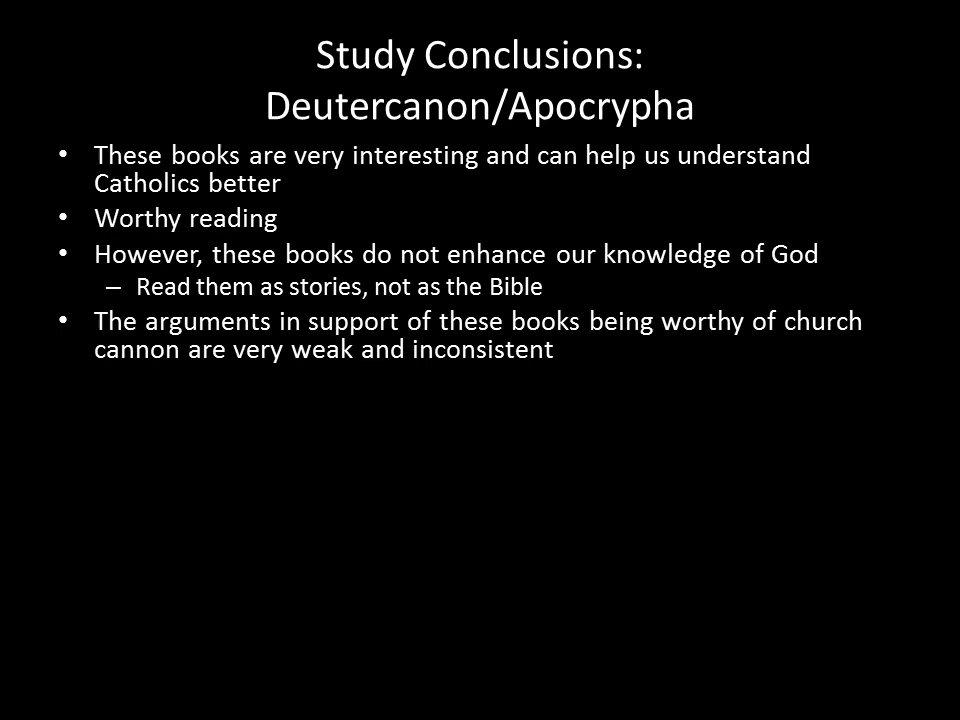 Study Conclusions:
Deutercanon/Apocrypha
• These books are very interesting and can help us understand
Catholics better
• Worthy reading
• However, these books do not enhance our knowledge of God
– Read them as stories, not as the Bible
• The arguments in support of these books being worthy of church
cannon are very weak and inconsistent